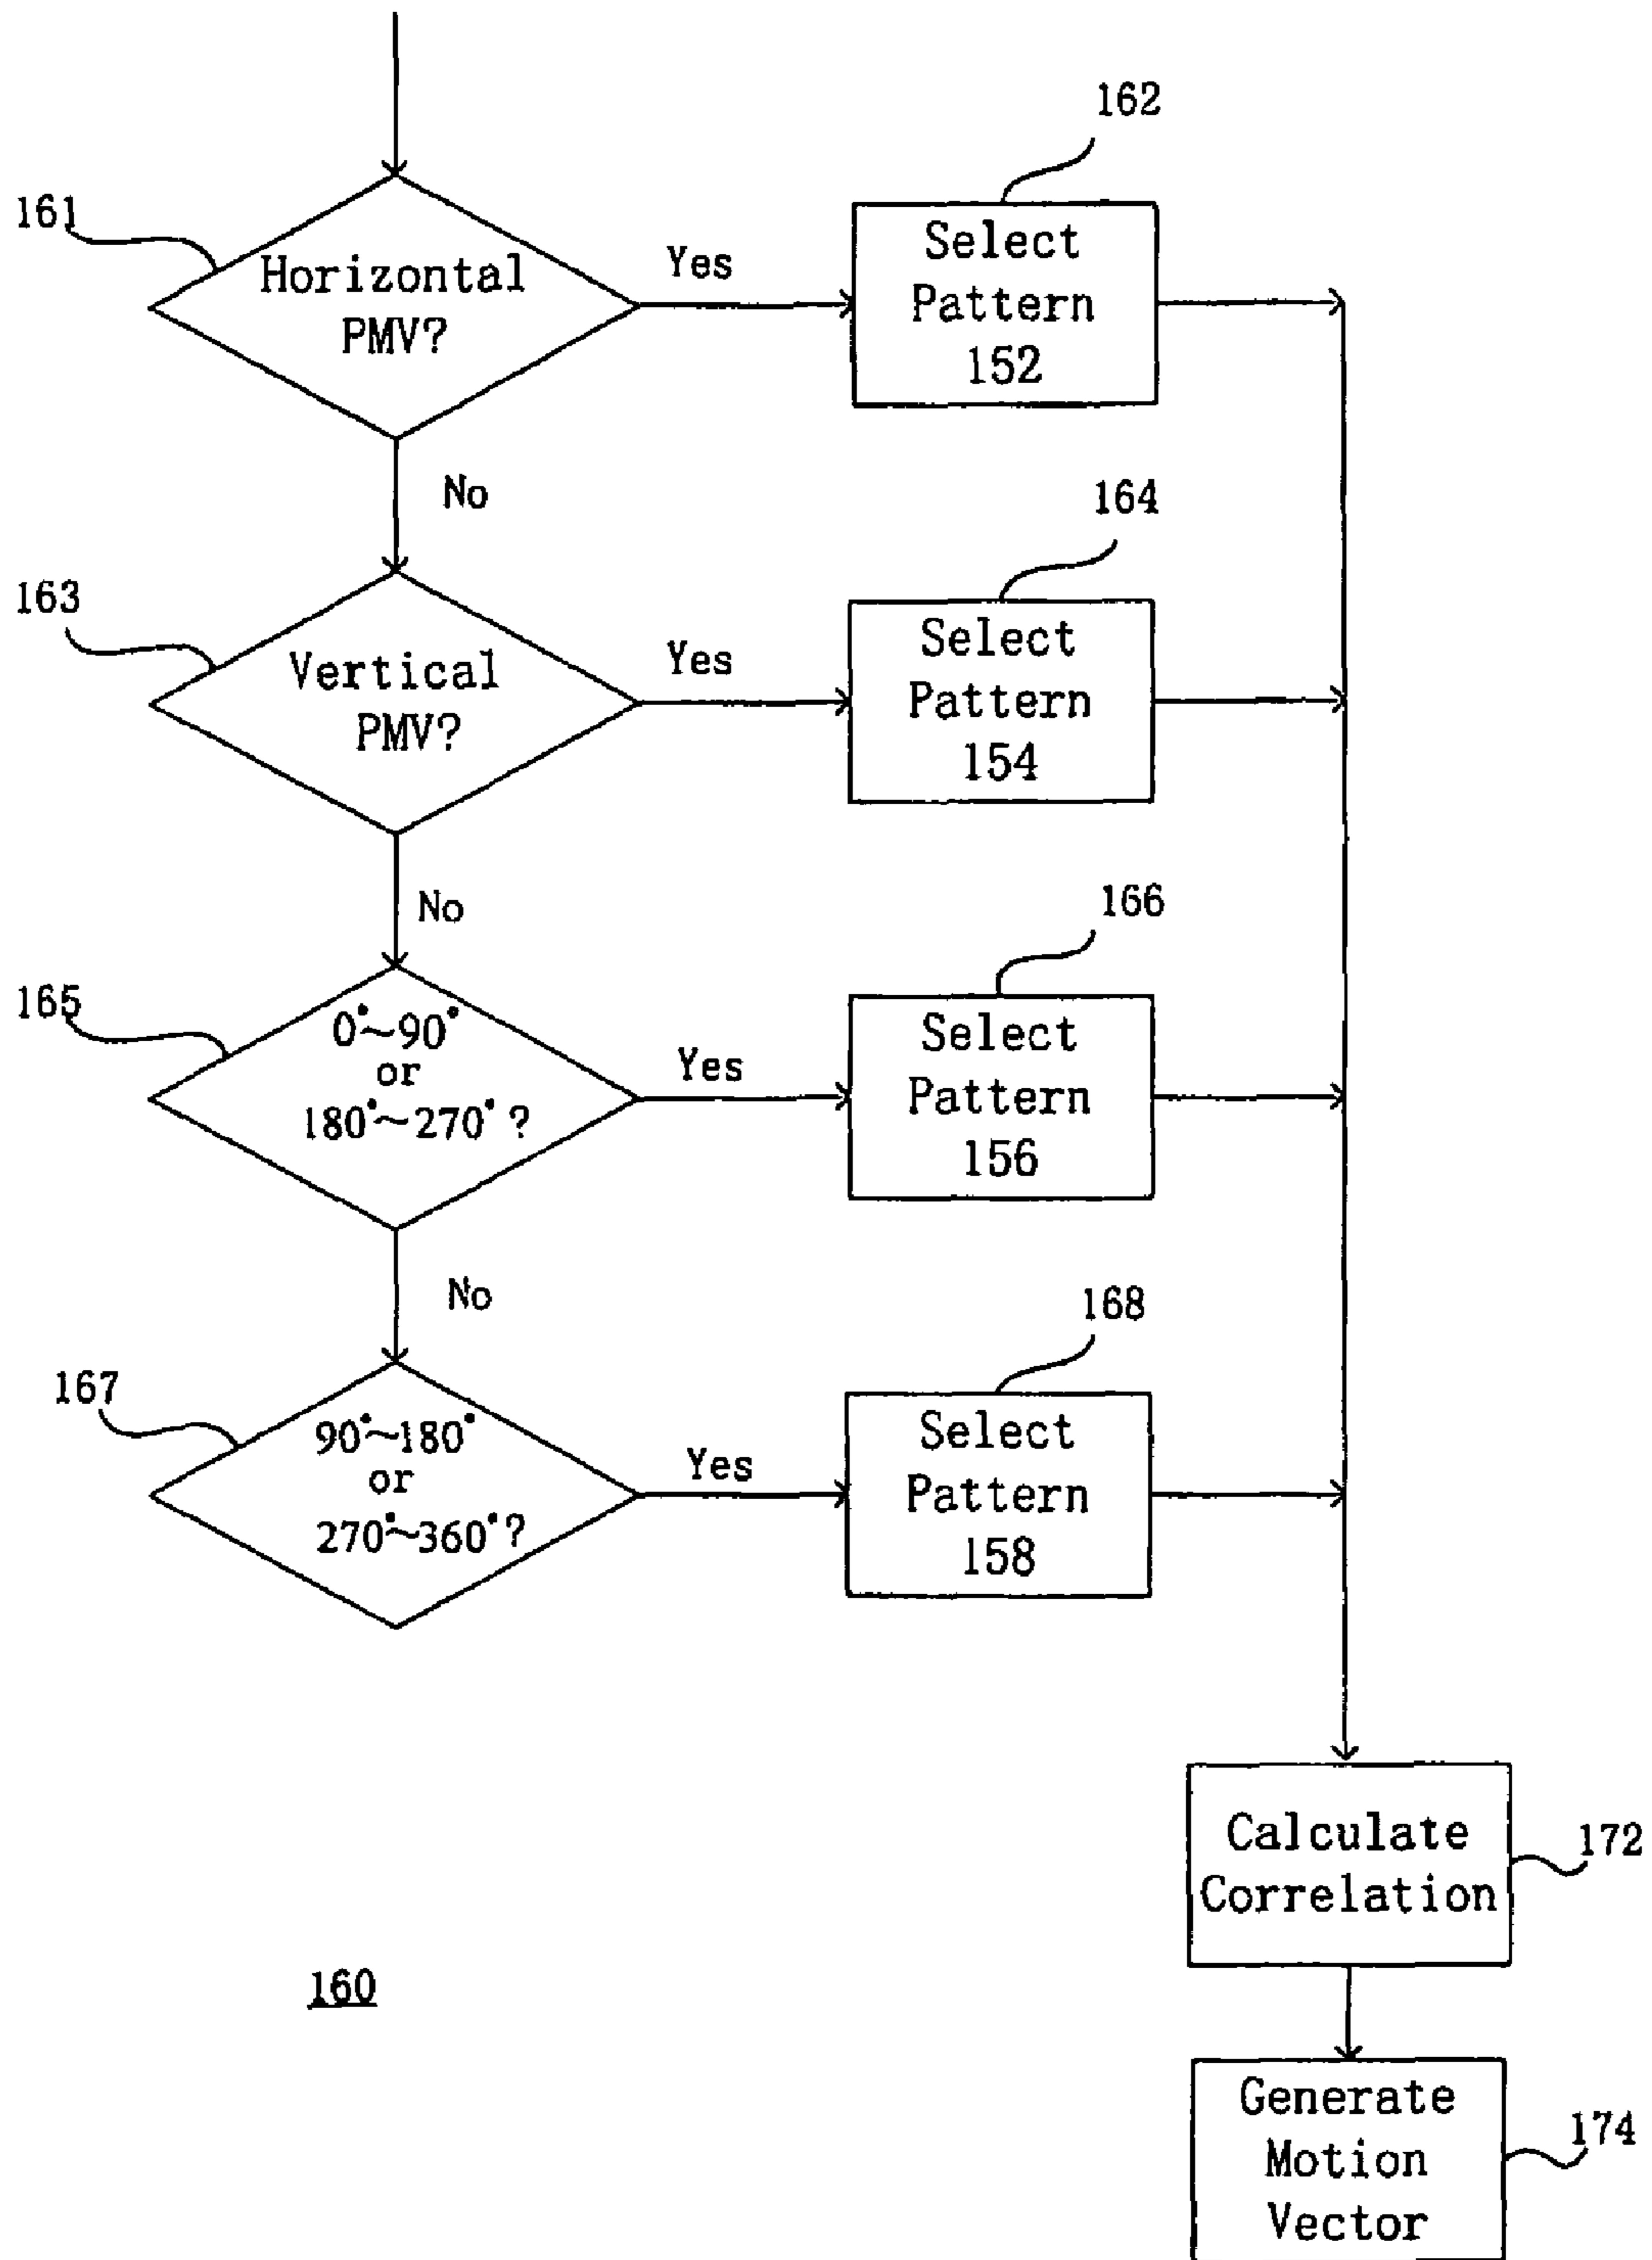 162
161
Horizontal
PMV?
Yes
Select
Pattern
152
No
164
163
Vertical
PMV?
Yes
Select
Pattern
154
No
166
165
0°~90°
or
180°~270°?
Yes
Select
Pattern
156
No
168
167
90°~180°
or
270°~360°?
Yes
Select
Pattern
158
Calculate
Correlation
172
160
Generate
Motion
Vector
174